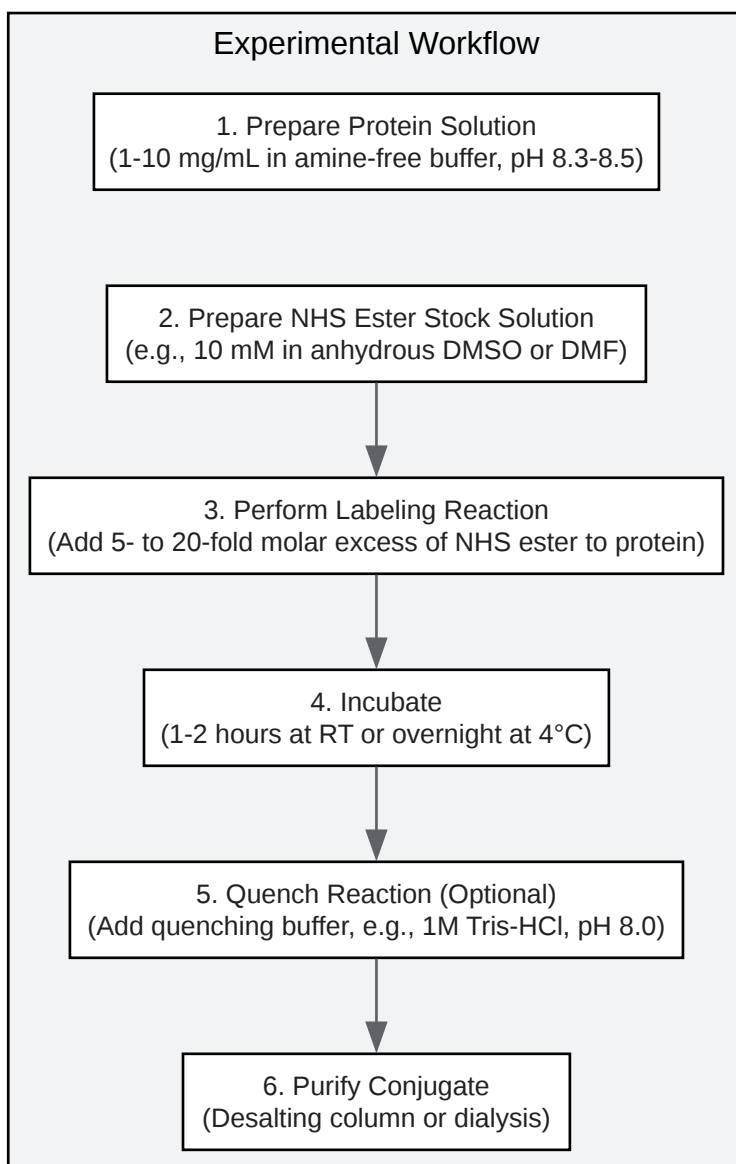 Experimental Workflow
1. Prepare Protein Solution
(1-10 mg/mL in amine-free buffer, pH 8.3-8.5)
2. Prepare NHS Ester Stock Solution
(e.g., 10 mM in anhydrous DMSO or DMF)
3. Perform Labeling Reaction
(Add 5- to 20-fold molar excess of NHS ester to protein)
4. Incubate
(1-2 hours at RT or overnight at 4°C)
5. Quench Reaction (Optional)
(Add quenching buffer, e.g., 1M Tris-HCl, pH 8.0)
6. Purify Conjugate
(Desalting column or dialysis)